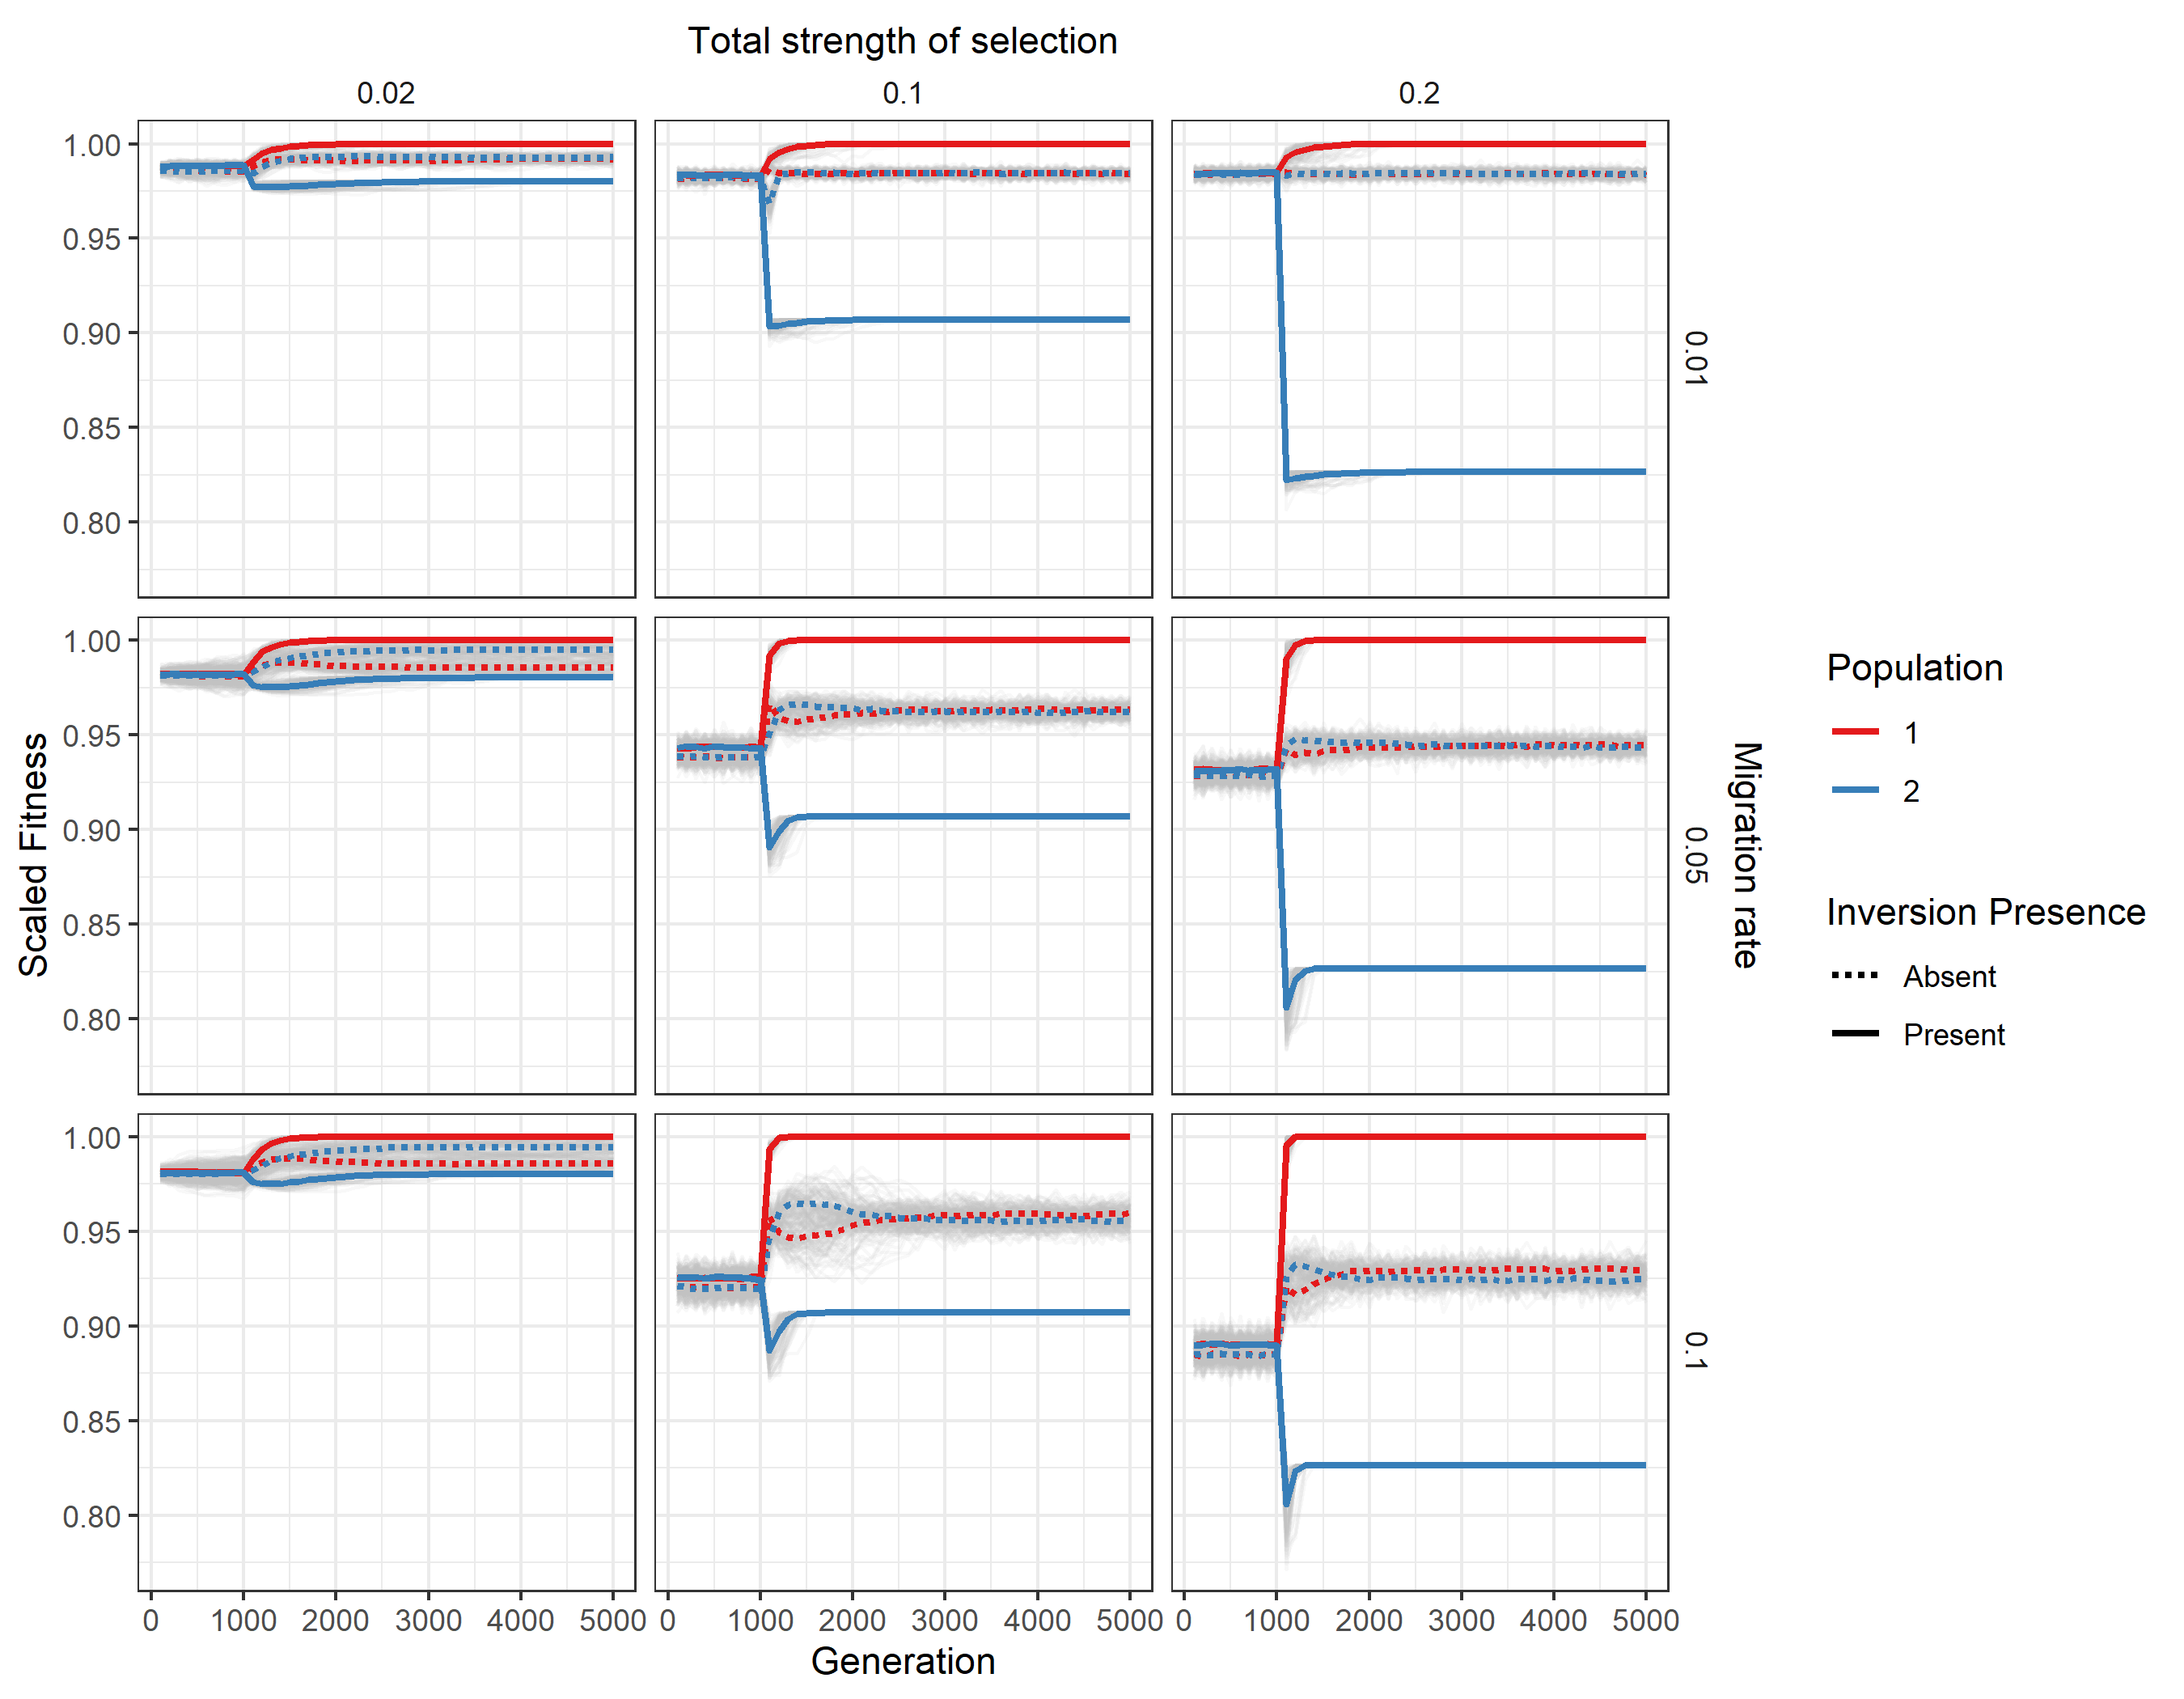 Total strength of selection
0.02 0.1 0.2
1.00
0.95
0.90
0.85
0.80
0.01
1.00
0.95
0.90
0.85
0.80
0.05
1.00
0.95
0.90
0.85
0.80
0.1
Scaled Fitness
Migration rate
0 1000 2000 3000 4000 5000 0 1000 2000 3000 4000 5000 0 1000 2000 3000 4000 5000
Generation
Population
1
2
Inversion Presence
Absent
Present